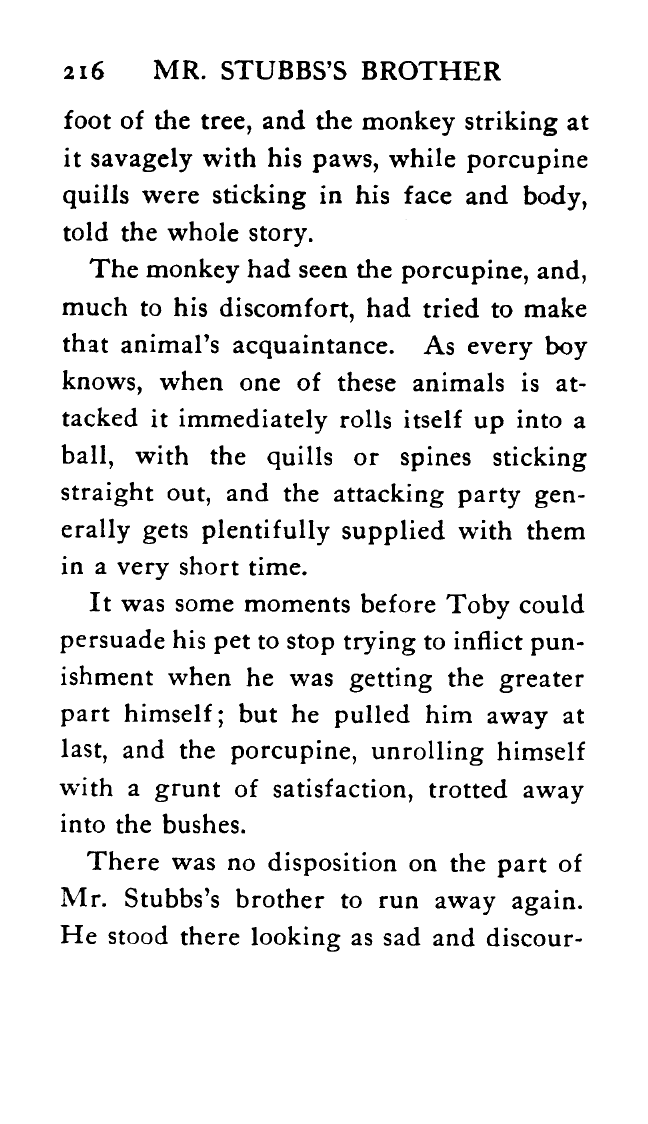 216 MR. STUBBS'S BROTHER
foot of the tree, and the monkey striking at
it savagely with his paws, while porcupine
quills were sticking in his face and body,
told the whole story.
The monkey had seen the porcupine, and,
much to his discomfort, had tried to make
that animal's acquaintance. As every boy
knows, when one of these animals is at-
tacked it immediately rolls itself up into a
ball, with the quills or spines sticking
straight out, and the attacking party gen-
erally gets plentifully supplied with them
in a very short time.
It was some moments before Toby could
persuade his pet to stop trying to inflict pun-
ishment when he was getting the greater
part himself; but he pulled him away at
last, and the porcupine, unrolling himself
with a grunt of satisfaction, trotted away
into the bushes.
There was no disposition on the part of
Mr. Stubbs's brother to run away again.
He stood there looking as sad and discour-